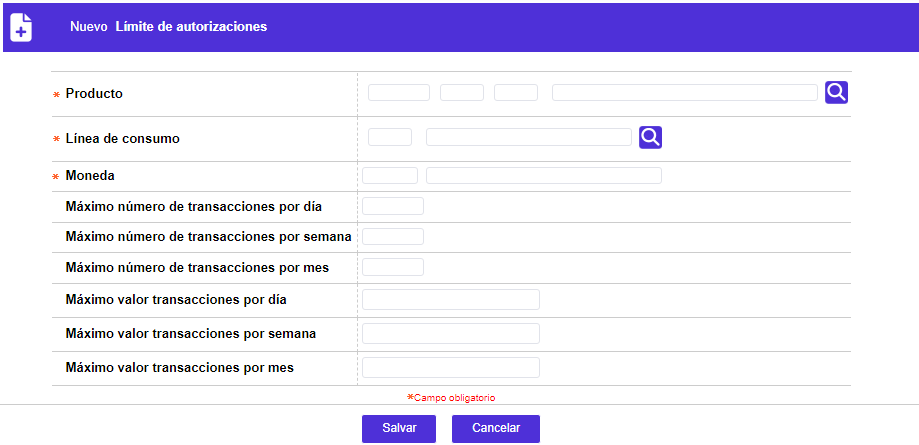 Nuevo Límite de autorizaciones
* Producto
* Línea de consumo
* Moneda
Máximo número de transacciones por día
Máximo número de transacciones por semana
Máximo número de transacciones por mes
Máximo valor transacciones por día
Máximo valor transacciones por semana
Máximo valor transacciones por mes
*Campo obligatorio
Salvar Cancelar